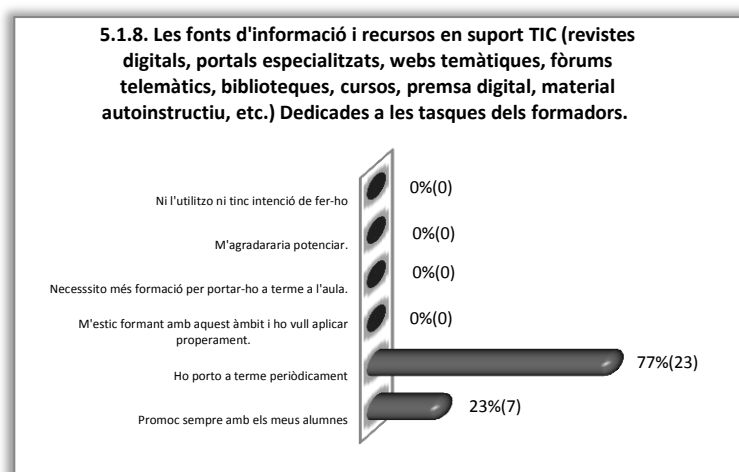 5.1.8. Les fonts d'informació i recursos en suport TIC (revistes
digitals, portals especialitzats, webs temàtiques, fòrums
telemàtics, biblioteques, cursos, premsa digital, material
autoinstructiu, etc.) Dedicades a les tasques dels formadors.
Ni l'utilitzo ni tinc intenció de fer-ho
0%(0)
M'agradararia potenciar.
0%(0)
Necesssito més formació per portar-ho a terme a l'aula.
0%(0)
M'estic formant amb aquest àmbit i ho vull aplicar
properament.
0%(0)
Ho porto a terme periòdicament
77%(23)
Promoc sempre amb els meus alumnes
23%(7)